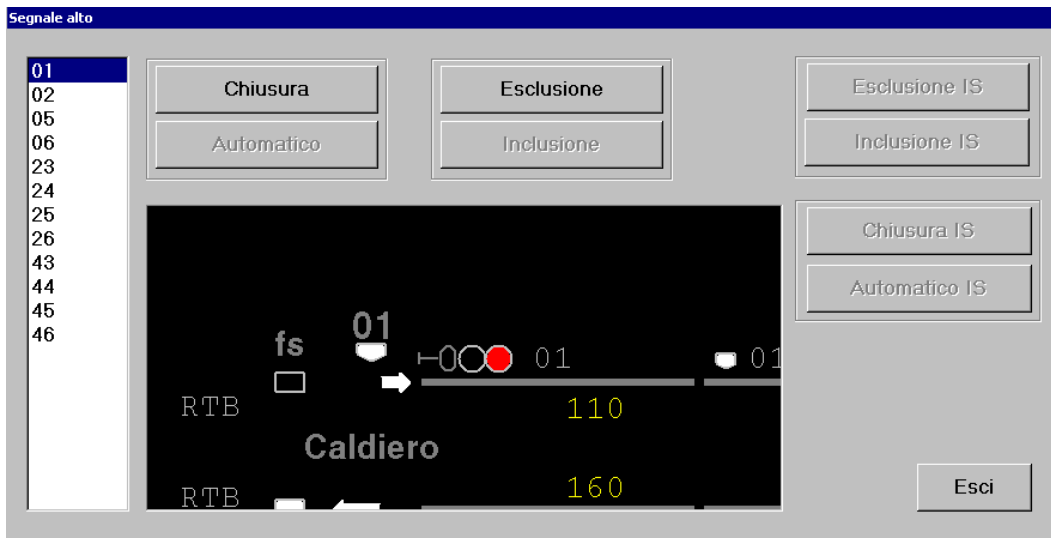 Segnale alto
01
02
05
06
23
24
25
26
43
44
45
46
Chiusura
Automatico
Esclusione
Inclusione
Esclusione IS
Inclusione IS
Chiusura IS
Automatico IS
01
fs
01
01
RTB
110
Caldiero
RTB
160
Esci